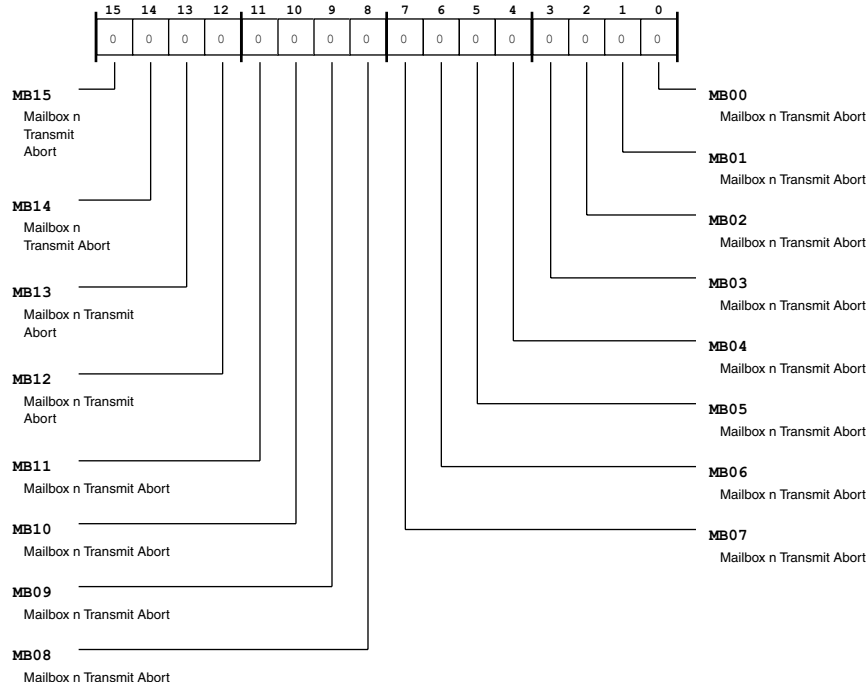 15 14 13 12 11 10 9 8 7 6 5 4 3 2 1 0
0 0 0 0 0 0 0 0 0 0 0 0 0 0 0 0
MB15
Mailbox n
Transmit
Abort
MB14
Mailbox n
Transmit Abort
MB13
Mailbox n Transmit
Abort
MB12
Mailbox n Transmit
Abort
MB11
Mailbox n Transmit Abort
MB10
Mailbox n Transmit Abort
MB09
Mailbox n Transmit Abort
MB08
Mailbox n Transmit Abort
MB00
Mailbox n Transmit Abort
MB01
Mailbox n Transmit Abort
MB02
Mailbox n Transmit Abort
MB03
Mailbox n Transmit Abort
MB04
Mailbox n Transmit Abort
MB05
Mailbox n Transmit Abort
MB06
Mailbox n Transmit Abort
MB07
Mailbox n Transmit Abort